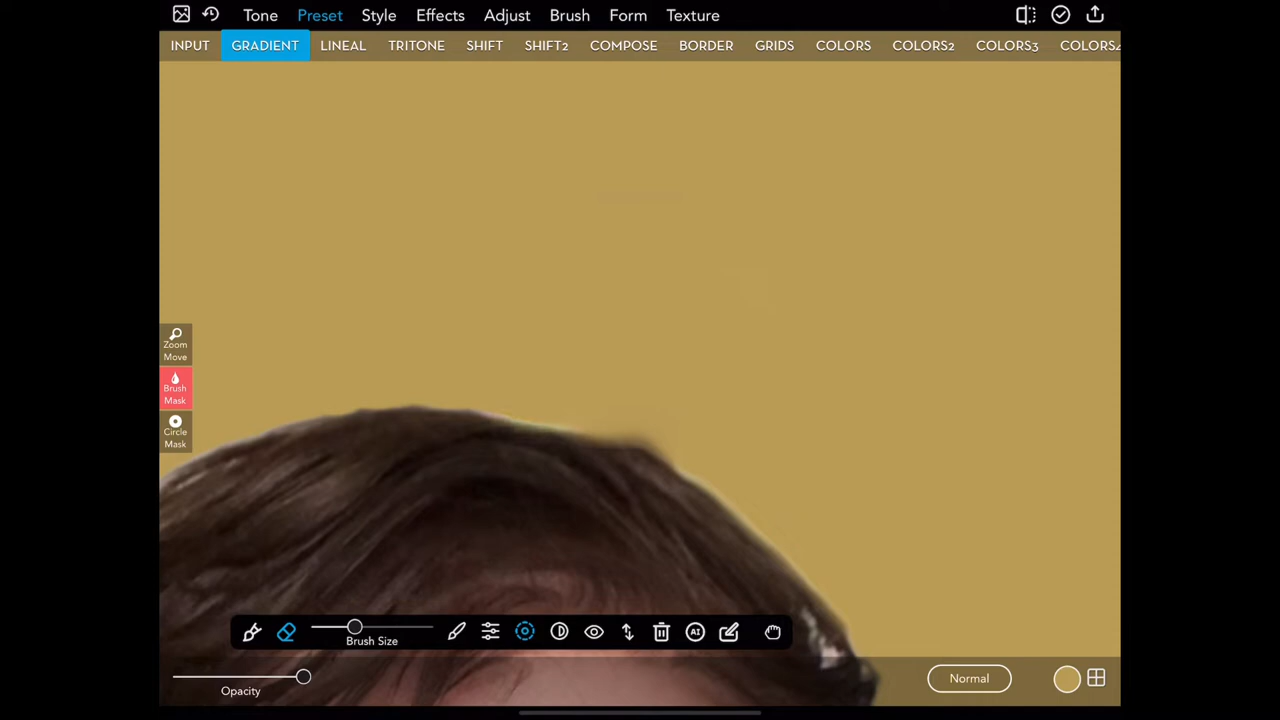 Tone Preset Style Effects Adjust Brush Form Texture
INPUT GRADIENT LINEAL TRITONE SHIFT SHIFT2 COMPOSE BORDER GRIDS COLORS COLORS2 COLORS3
Zoom
Move
Brush
Mask
Circle
Mask
AI
Brush Size
Opacity
Normal